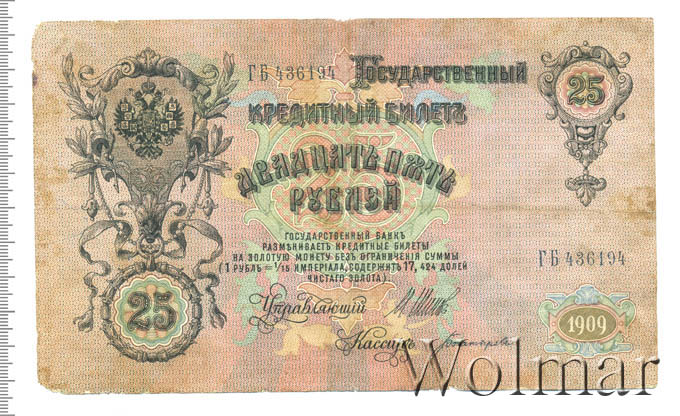 ГБ 436194 Государственный
25
Кредитный Билетъ
Двадцать пять
рублей
Государственный банкъ
размѣниваетъ кредитные билеты
на золотую монету безъ ограниченія суммы
(1 рубль = 1/15 имперіала, содержитъ 17,424 долей
чистаго золота)
ГБ 436194
25
Управляющій
1909
Кассиръ
Wolmar